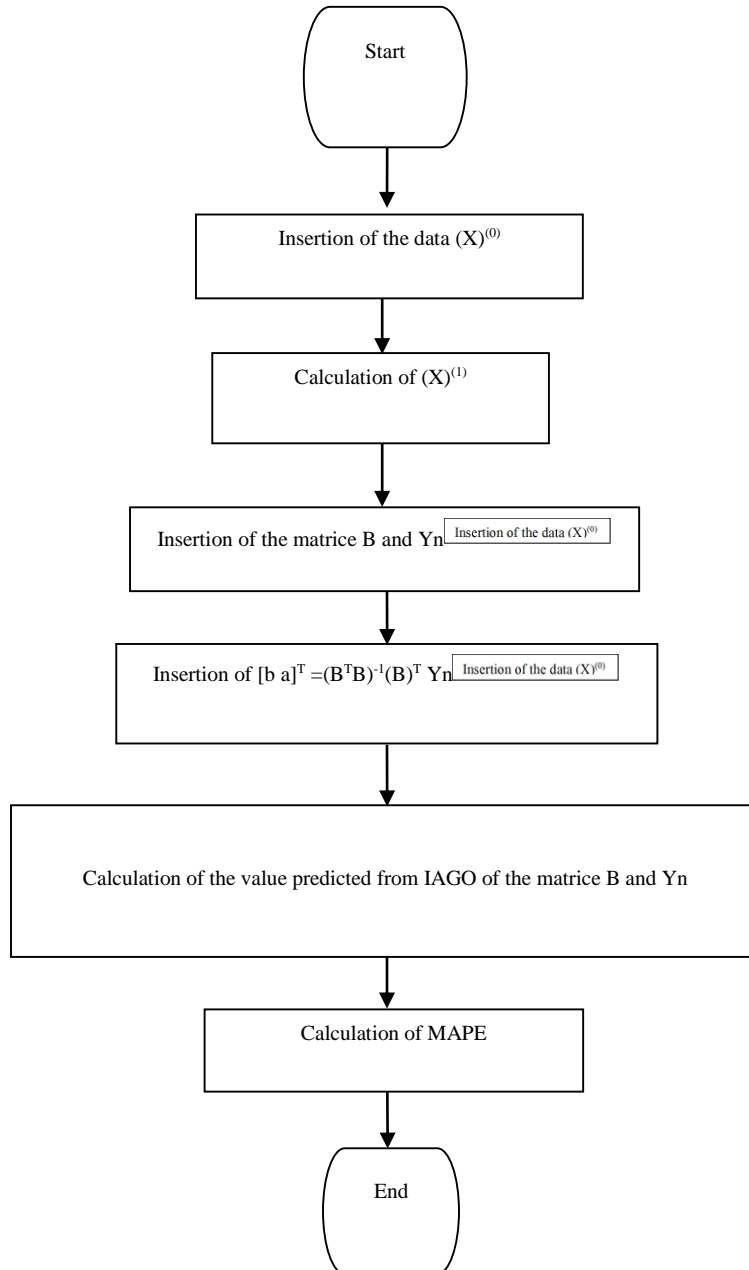 Start
Insertion of the data (X)⁽⁰⁾
Calculation of (X)⁽¹⁾
Insertion of the matrice B and Yn Insertion of the data (X)⁽⁰⁾
Insertion of [b a]ᵀ =(BᵀB)⁻¹(B)ᵀ Yn Insertion of the data (X)⁽⁰⁾
Calculation of the value predicted from IAGO of the matrice B and Yn
Calculation of MAPE
End